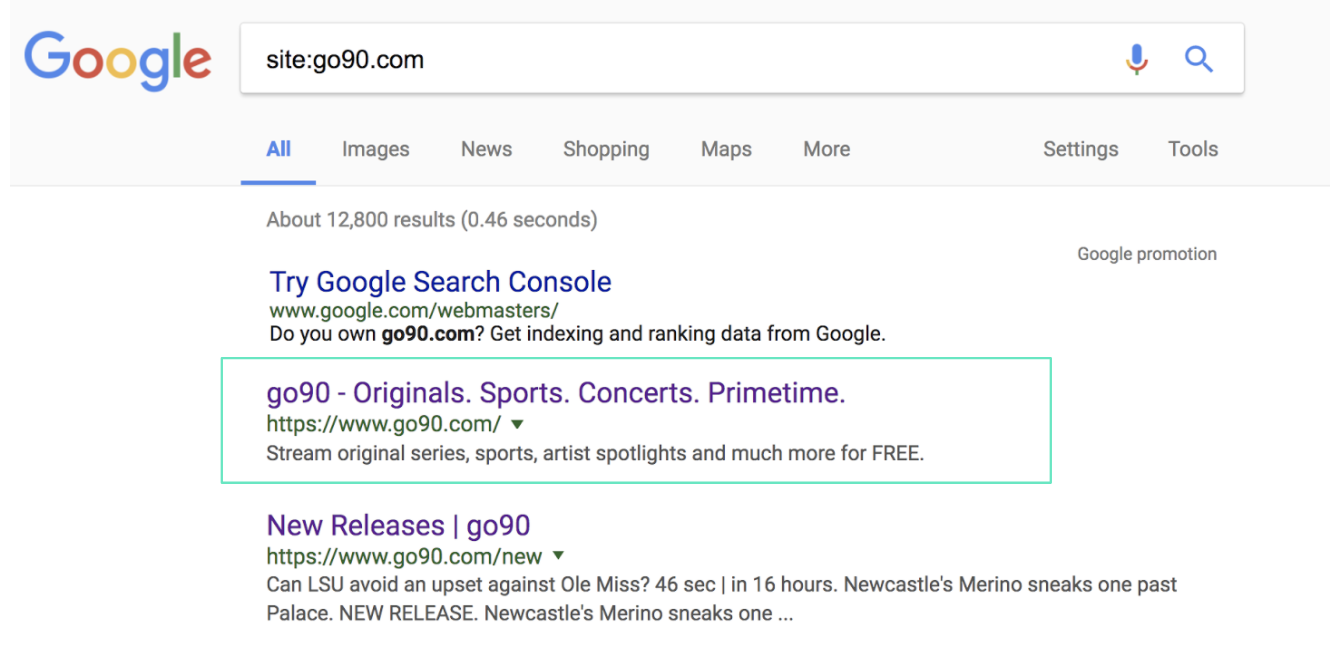 Google
site:go90.com
All Images News Shopping Maps More Settings Tools
About 12,800 results (0.46 seconds)
Google promotion
Try Google Search Console
www.google.com/webmasters/
Do you own go90.com? Get indexing and ranking data from Google.
go90 - Originals. Sports. Concerts. Primetime.
https://www.go90.com/
Stream original series, sports, artist spotlights and much more for FREE.
New Releases | go90
https://www.go90.com/new
Can LSU avoid an upset against Ole Miss? 46 sec | in 16 hours. Newcastle's Merino sneaks one past
Palace. NEW RELEASE. Newcastle's Merino sneaks one ...